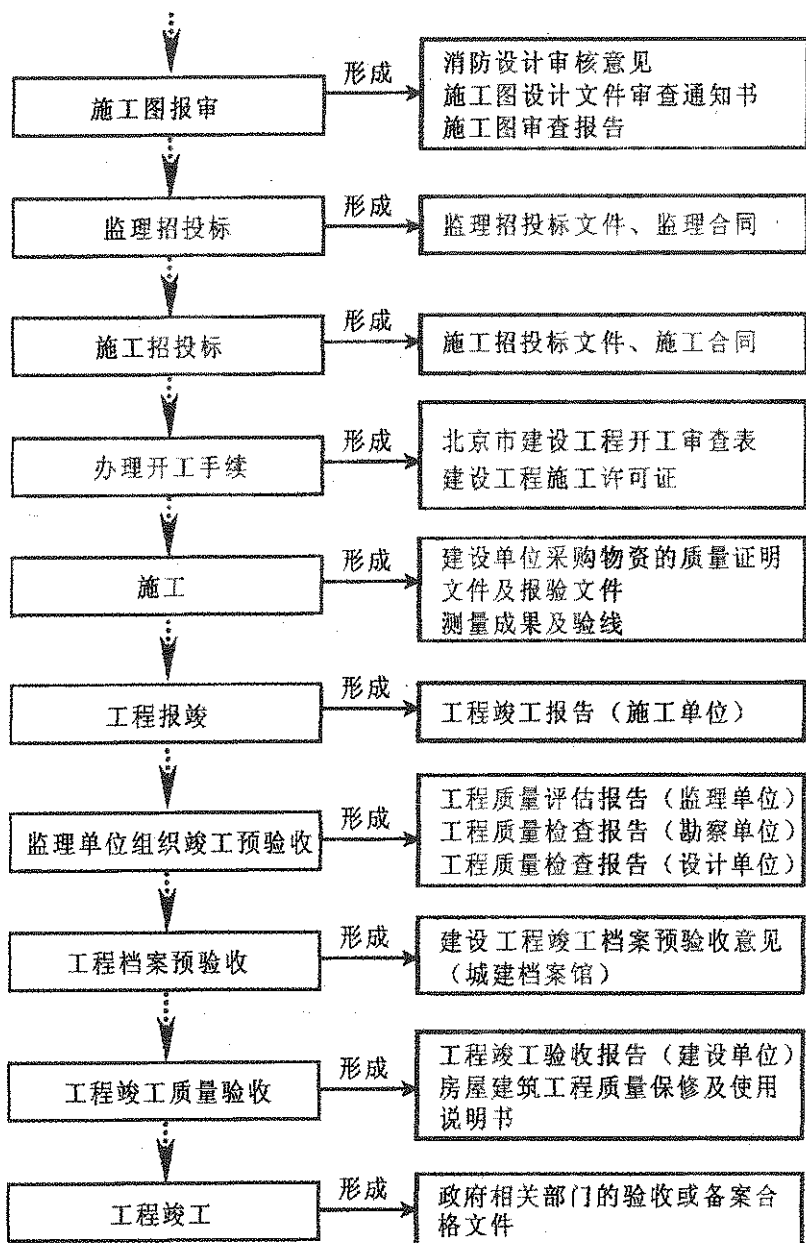 形成
施工图报审
消防设计审核意见
施工图设计文件审查通知书
施工图审查报告
形成
监理招投标
监理招投标文件、监理合同
形成
施工招投标
施工招投标文件、施工合同
形成
办理开工手续
北京市建设工程开工审查表
建设工程施工许可证
形成
施工
建设单位采购物资的质量证明
文件及报验文件
测量成果及验线
形成
工程报竣
工程竣工报告（施工单位）
形成
监理单位组织竣工预验收
工程质量评估报告（监理单位）
工程质量检查报告（勘察单位）
工程质量检查报告（设计单位）
形成
工程档案预验收
建设工程竣工档案预验收意见
（城建档案馆）
形成
工程竣工质量验收
工程竣工验收报告（建设单位）
房屋建筑工程质量保修及使用
说明书
形成
工程竣工
政府相关部门的验收或备案合
格文件